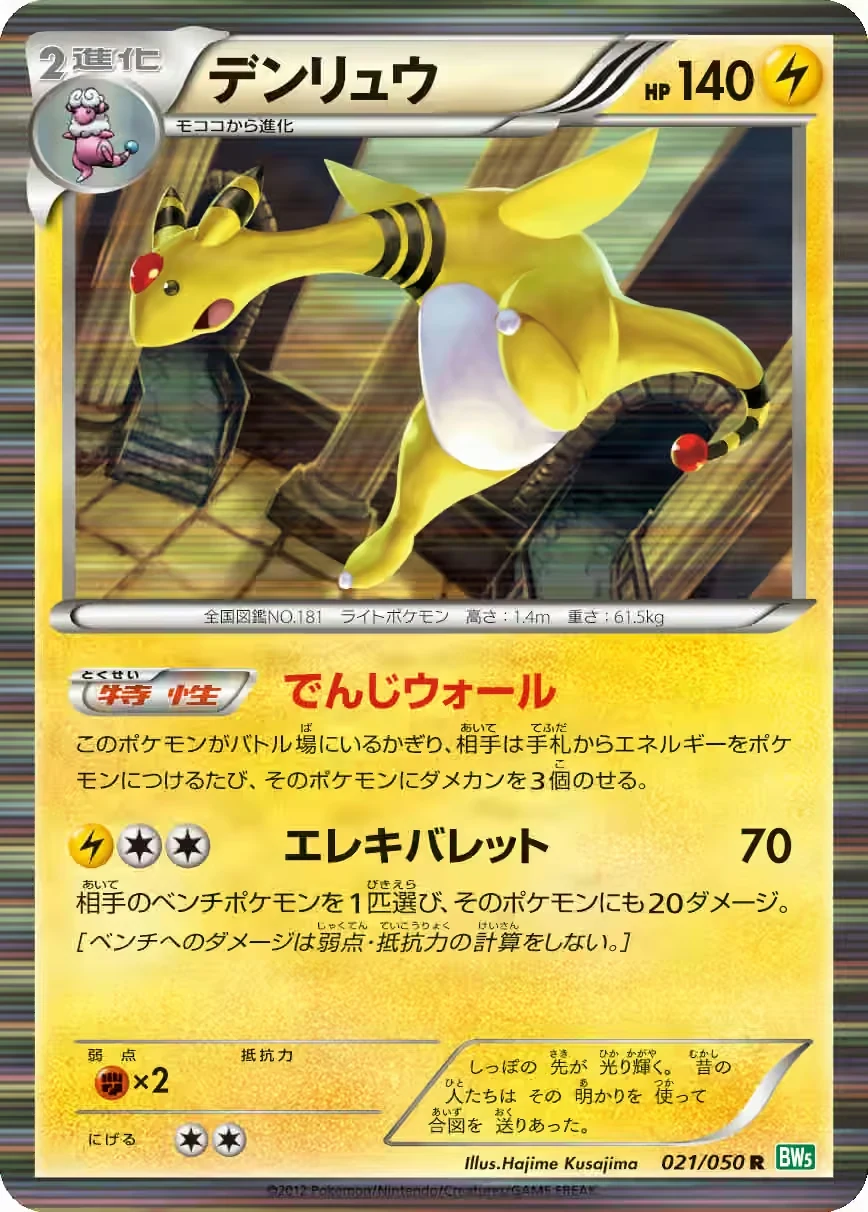 2進化
デンリュウ
HP 140
モココから進化
全国図鑑NO.181 ライトポケモン 高さ：1.4m 重さ：61.5kg
とくせい
特性 でんじウォール
このポケモンがバトル場にいるかぎり、相手は手札からエネルギーをポケ
モンにつけるたび、そのポケモンにダメカンを3個のせる。
エレキバレット 70
相手のベンチポケモンを1匹選び、そのポケモンにも20ダメージ。
[ベンチへのダメージは弱点・抵抗力の計算をしない。]
弱点 抵抗力
×2
にげる
しっぽの 先が 光り輝く。 昔の
人たちは その 明かりを 使って
合図を 送りあった。
Illus.Hajime Kusajima 021/050 R BW5
©2012 Pokémon/Nintendo/Creatures/GAME FREAK